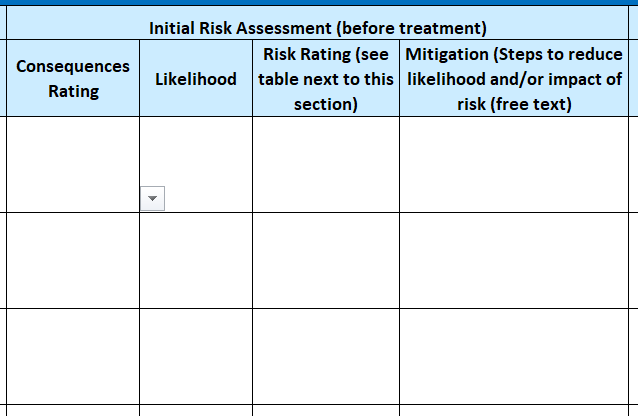 Initial Risk Assessment (before treatment)
Consequences
Rating
Likelihood
Risk Rating (see
table next to this
section)
Mitigation (Steps to reduce
likelihood and/or impact of
risk (free text)